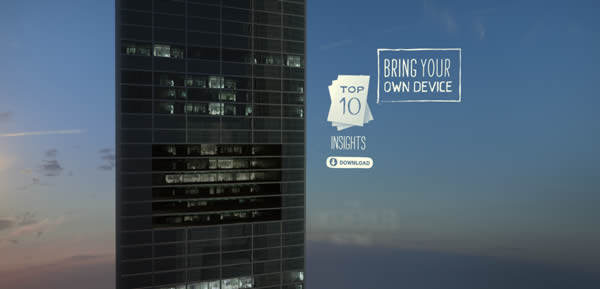 BRING YOUR
OWN DEVICE
TOP
10
INSIGHTS
DOWNLOAD